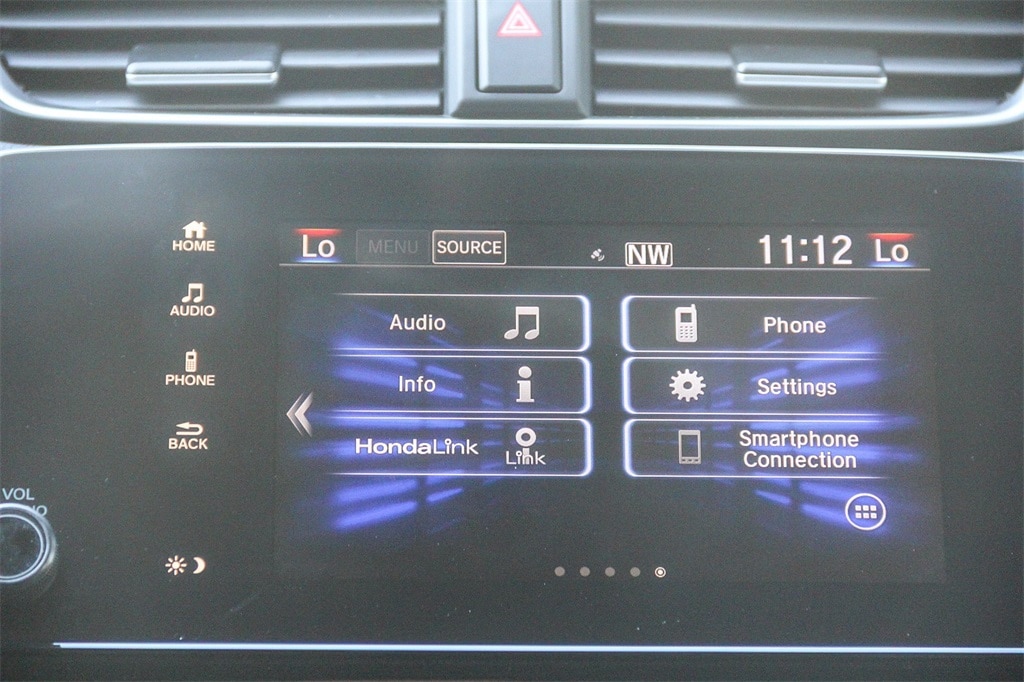 HOME
AUDIO
PHONE
BACK
VOL
Lo MENU SOURCE NW 11:12 Lo
Audio
Phone
Info
Settings
HondaLink Link
Smartphone
Connection